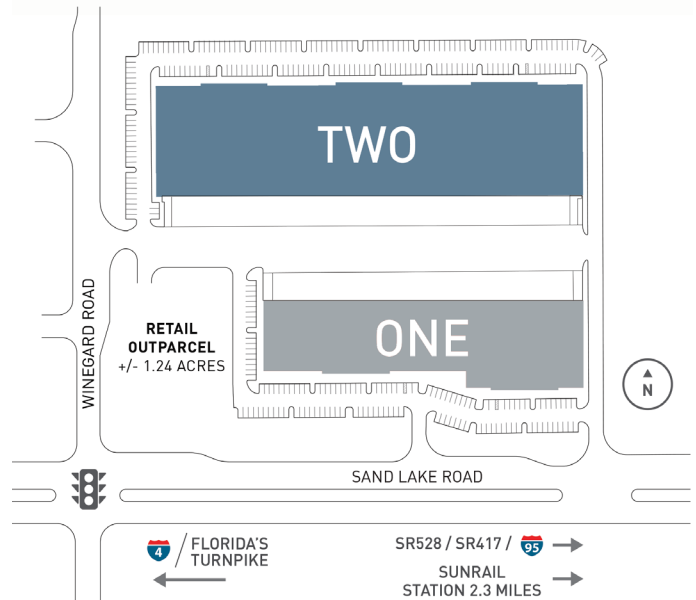 TWO
WINEGARD ROAD
RETAIL
OUTPARCEL
+/- 1.24 ACRES
ONE
N
SAND LAKE ROAD
4 / FLORIDA'S
TURNPIKE
SR528 / SR417 / 95
SUNRAIL
STATION 2.3 MILES